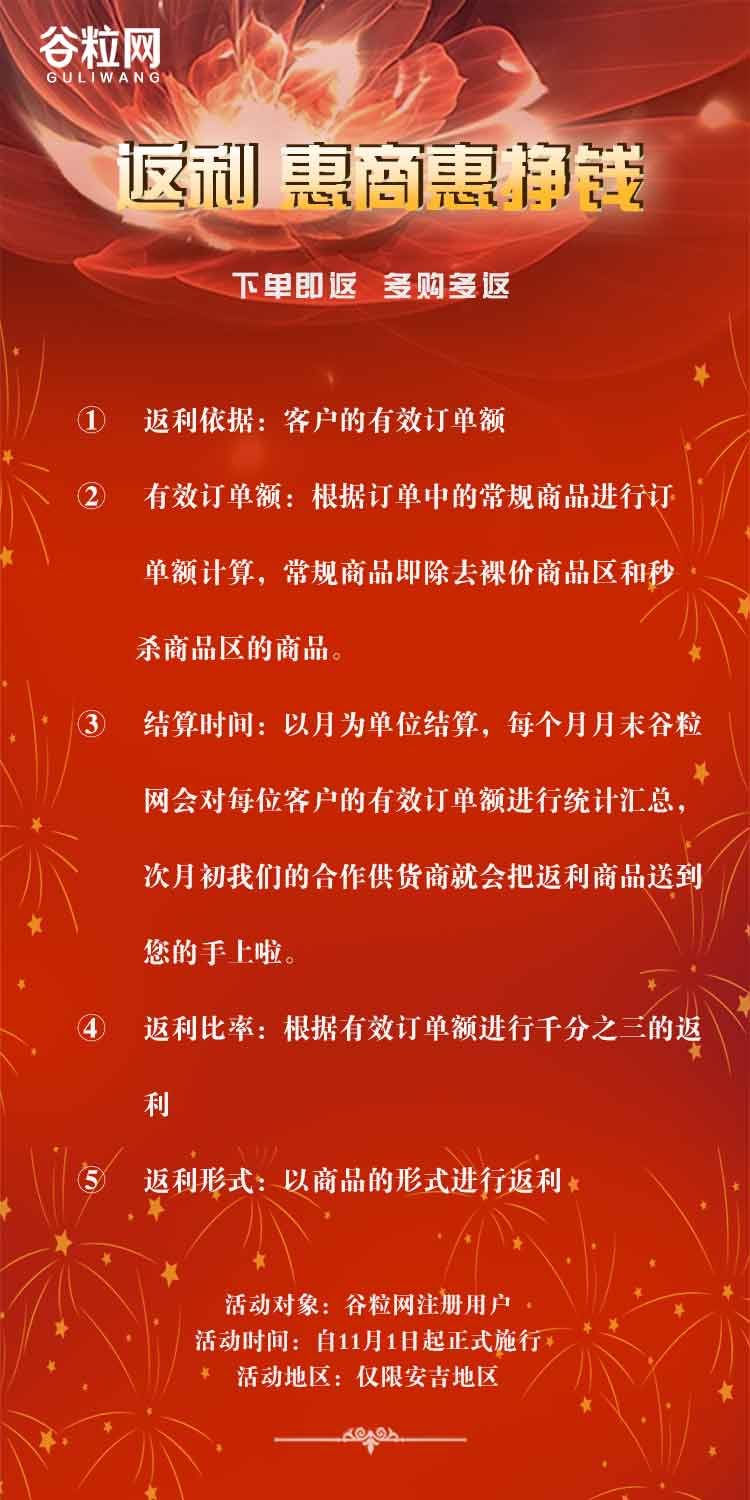 谷粒网
GULIWANG
返利 惠商惠挣钱
下单即返 多购多返
① 返利依据：客户的有效订单额
② 有效订单额：根据订单中的常规商品进行订
单额计算，常规商品即除去裸价商品区和秒
杀商品区的商品。
③ 结算时间：以月为单位结算，每个月月末谷粒
网会对每位客户的有效订单额进行统计汇总，
次月初我们的合作供货商就会把返利商品送到
您的手上啦。
④ 返利比率：根据有效订单额进行千分之三的返
利
⑤ 返利形式：以商品的形式进行返利
活动对象：谷粒网注册用户
活动时间：自11月1日起正式施行
活动地区：仅限安吉地区